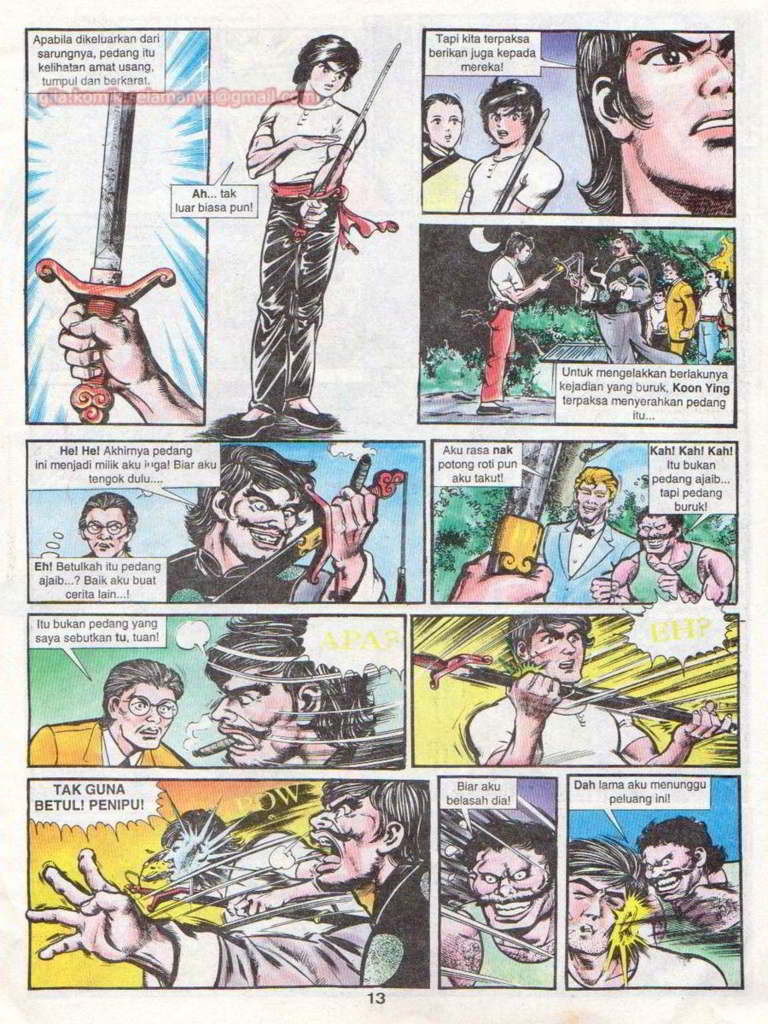 Apabila dikeluarkan dari
sarungnya, pedang itu
kelihatan amat usang,
tumpul dan berkarat.
gila.komik.selamanya@gmail.com
Ah... tak
luar biasa pun!
Tapi kita terpaksa
berikan juga kepada
mereka!
Untuk mengelakkan berlakunya
kejadian yang buruk, Koon Ying
terpaksa menyerahkan pedang
itu...
He! He! Akhirnya pedang
ini menjadi milik aku juga! Biar aku
tengok dulu....
Eh! Betulkah itu pedang
ajaib...? Baik aku buat
cerita lain...!
Aku rasa nak
potong roti pun
aku takut!
Kah! Kah! Kah!
Itu bukan
pedang ajaib...
tapi pedang
buruk!
Itu bukan pedang yang
saya sebutkan tu, tuan!
APA?
EH?
TAK GUNA
BETUL! PENIPU!
POW
Biar aku
belasah dia!
Dah lama aku menunggu
peluang ini!
13